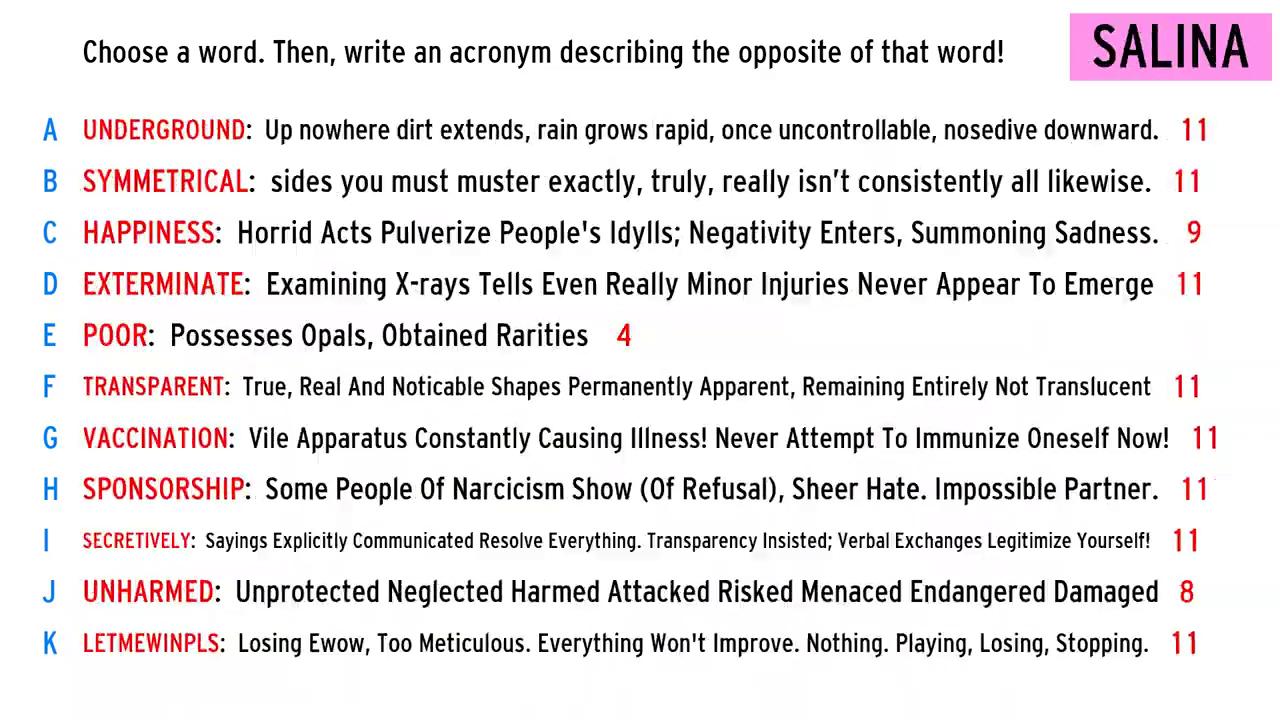 Choose a word. Then, write an acronym describing the opposite of that word!
SALINA
A UNDERGROUND: Up nowhere dirt extends, rain grows rapid, once uncontrollable, nosedive downward. 11
B SYMMETRICAL: sides you must muster exactly, truly, really isn't consistently all likewise. 11
C HAPPINESS: Horrid Acts Pulverize People's Idylls; Negativity Enters, Summoning Sadness. 9
D EXTERMINATE: Examining X-rays Tells Even Really Minor Injuries Never Appear To Emerge 11
E POOR: Possesses Opals, Obtained Rarities 4
F TRANSPARENT: True, Real And Noticable Shapes Permanently Apparent, Remaining Entirely Not Translucent 11
G VACCINATION: Vile Apparatus Constantly Causing Illness! Never Attempt To Immunize Oneself Now! 11
H SPONSORSHIP: Some People Of Narcicism Show (Of Refusal), Sheer Hate. Impossible Partner. 11
I SECRETIVELY: Sayings Explicitly Communicated Resolve Everything. Transparency Insisted; Verbal Exchanges Legitimize Yourself! 11
J UNHARMED: Unprotected Neglected Harmed Attacked Risked Menaced Endangered Damaged 8
K LETMEWINPLS: Losing Ewow, Too Meticulous. Everything Won't Improve. Nothing. Playing, Losing, Stopping. 11